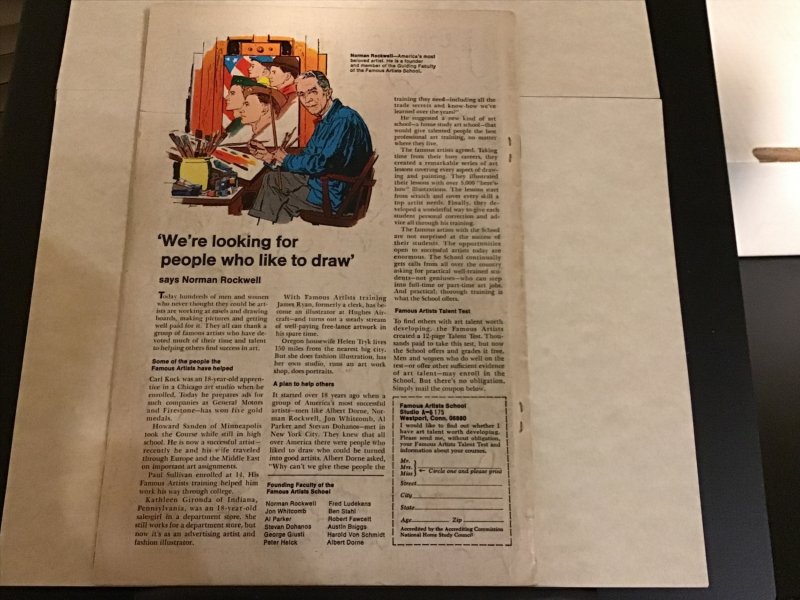 Norman Rockwell—America's most
beloved artist. He is a founder
and member of the Guiding Faculty
of the Famous Artists School.
'We're looking for
people who like to draw'
says Norman Rockwell
Today hundreds of men and women
who never thought they could be art-
ists are working at easels and drawing
boards, making pictures and getting
well paid for it. They all can thank a
group of famous artists who have de-
voted much of their time and talent
to helping others find success in art.
Some of the people the
Famous Artists have helped
Carl Kock was an 18-year-old appren-
tice in a Chicago art studio when he
enrolled. Today he prepares ads for
such companies as General Motors
and Firestone—has won five gold
medals.
Howard Sanden of Minneapolis
took the Course while still in high
school. He is now a successful artist—
recently he and his wife traveled
through Europe and the Middle East
on important art assignments.
Paul Sullivan enrolled at 14. His
Famous Artists training helped him
work his way through college.
Kathleen Gironda of Indiana,
Pennsylvania, was an 18-year-old
salesgirl in a department store. She
still works for a department store, but
now it's as an advertising artist and
fashion illustrator.
With Famous Artists training
James Ryan, formerly a clerk, has be-
come an illustrator at Hughes Air-
craft—and turns out a steady stream
of well-paying free-lance artwork in
his spare time.
Oregon housewife Helen Tryk lives
150 miles from the nearest big city.
But she does fashion illustration, has
her own studio, runs an art work
shop, does portraits.
A plan to help others
It started over 18 years ago when a
group of America's most successful
artists—men like Albert Dorne, Nor-
man Rockwell, Jon Whitcomb, Al
Parker and Stevan Dohanos—met in
New York City. They knew that all
over America there were people who
liked to draw who could be turned
into good artists. Albert Dorne asked,
"Why can't we give these people the
Founding Faculty of the
Famous Artists School
Norman Rockwell
Jon Whitcomb
Al Parker
Stevan Dohanos
George Giusti
Peter Helck
Fred Ludekens
Ben Stahl
Robert Fawcett
Austin Briggs
Harold Von Schmidt
Albert Dorne
training they need—including all the
trade secrets and know-how we've
learned over the years?"
He suggested a new kind of art
school—a home study art school—that
would give talented people the best
professional art training, no matter
where they live.
The famous artists agreed. Taking
time from their busy careers, they
created a remarkable series of art
lessons covering every aspect of draw-
ing and painting. They illustrated
their lessons with over 5,000 "here's-
how" illustrations. The lessons start
from scratch and cover every skill a
top artist needs. Finally, they de-
veloped a wonderful way to give each
student personal correction and ad-
vice all through his training.
The famous artists with the School
are not surprised at the success of
their students. The opportunities
open to successful artists today are
enormous. The School continually
gets calls from all over the country
asking for practical well-trained stu-
dents—not geniuses—who can step
into full-time or part-time art jobs.
And practical, thorough training is
what the School offers.
Famous Artists Talent Test
To find others with art talent worth
developing, the Famous Artists
created a 12-page Talent Test. Thou-
sands paid to take this test, but now
the School offers and grades it free.
Men and women who do well on the
test—or offer other sufficient evidence
of art talent—may enroll in the
School. But there's no obligation.
Simply mail the coupon below.
Famous Artists School
Studio A-6175
Westport, Conn. 06880
I would like to find out whether I
have art talent worth developing.
Please send me, without obligation,
your Famous Artists Talent Test and
information about your courses.
Mr.
Mrs.
Miss
← Circle one and please print
Street
City
State
Age Zip
Accredited by the Accrediting Commission
National Home Study Council